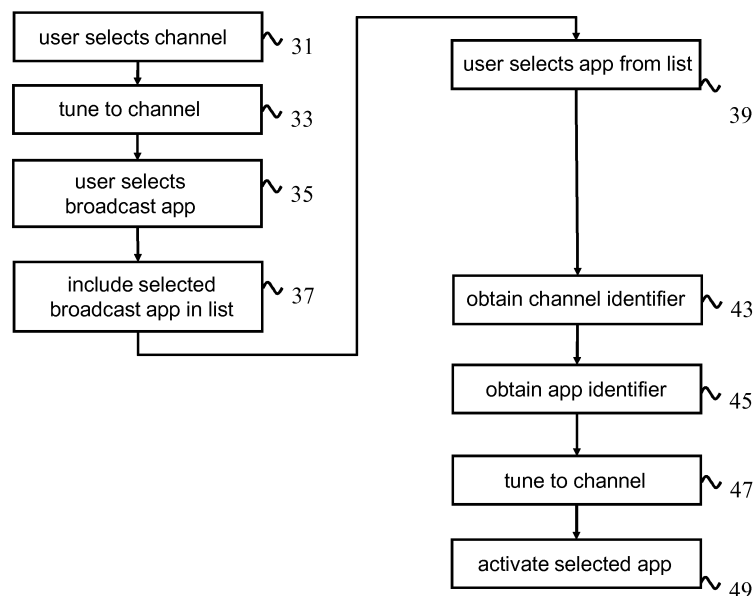 user selects channel
31
tune to channel
33
user selects
broadcast app
35
include selected
broadcast app in list
37
user selects app from list
39
obtain channel identifier
43
obtain app identifier
45
tune to channel
47
activate selected app
49